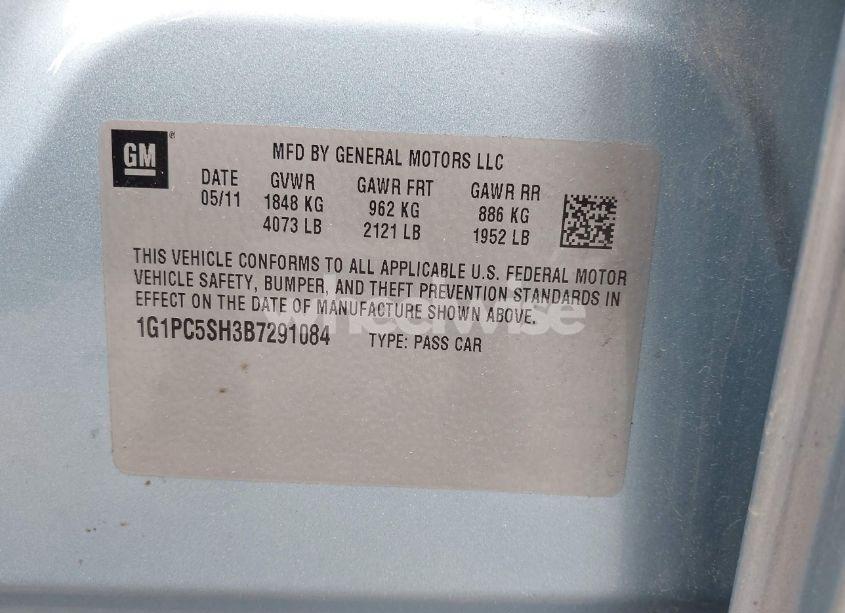 GM ®
MFD BY GENERAL MOTORS LLC
DATE GVWR GAWR FRT GAWR RR
05/11 1848 KG 962 KG 886 KG
4073 LB 2121 LB 1952 LB
THIS VEHICLE CONFORMS TO ALL APPLICABLE U.S. FEDERAL MOTOR
VEHICLE SAFETY, BUMPER, AND THEFT PREVENTION STANDARDS IN
EFFECT ON THE DATE OF MANUFACTURE SHOWN ABOVE.
wheelwise
1G1PC5SH3B7291084 TYPE: PASS CAR